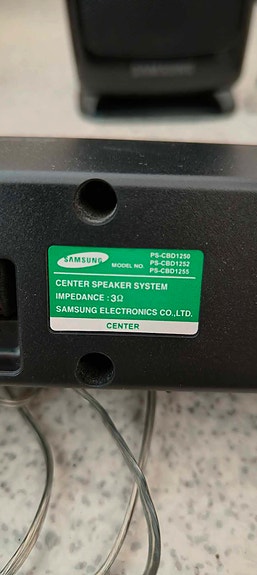 SAMSUNG
SAMSUNG
PS-CBD1250
MODEL NO. PS-CBD1252
PS-CBD1255
CENTER SPEAKER SYSTEM
IMPEDANCE : 3Ω
SAMSUNG ELECTRONICS CO.,LTD.
CENTER